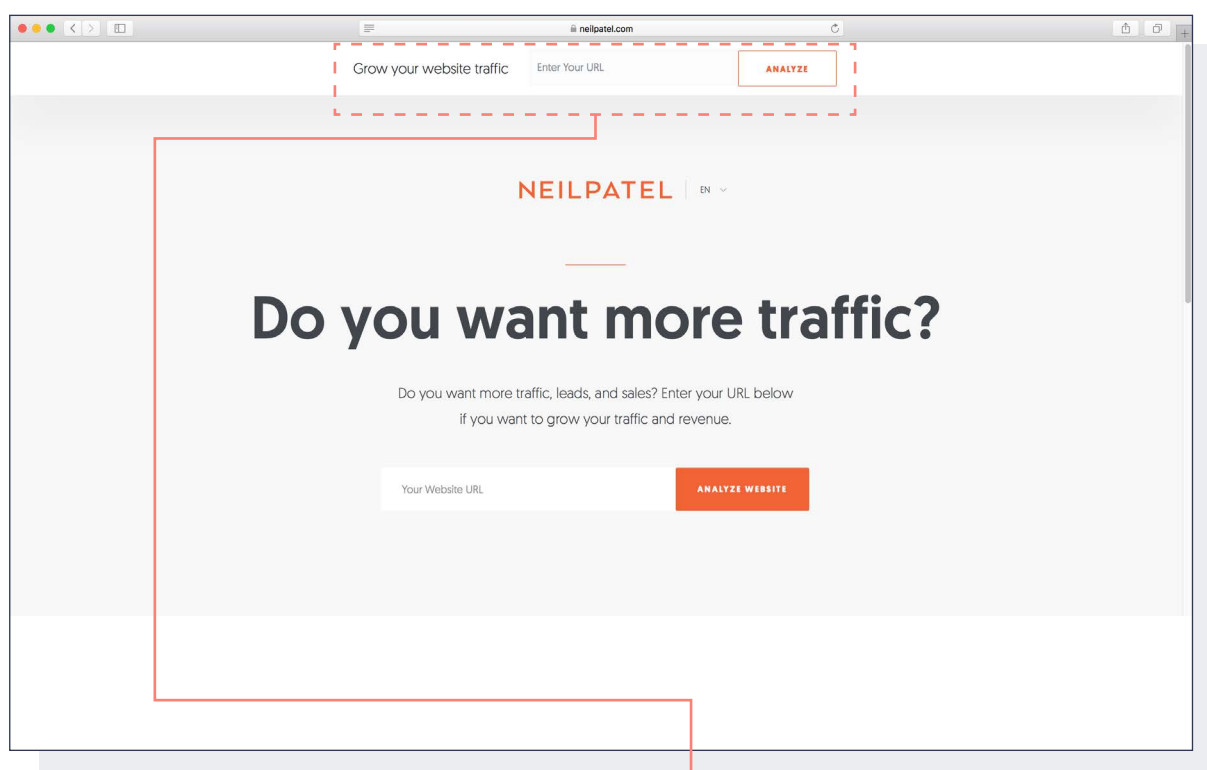 neilpatel.com
Grow your website traffic
Enter Your URL
ANALYZE
NEILPATEL
EN
Do you want more traffic?
Do you want more traffic, leads, and sales? Enter your URL below
if you want to grow your traffic and revenue.
Your Website URL
ANALYZE WEBSITE